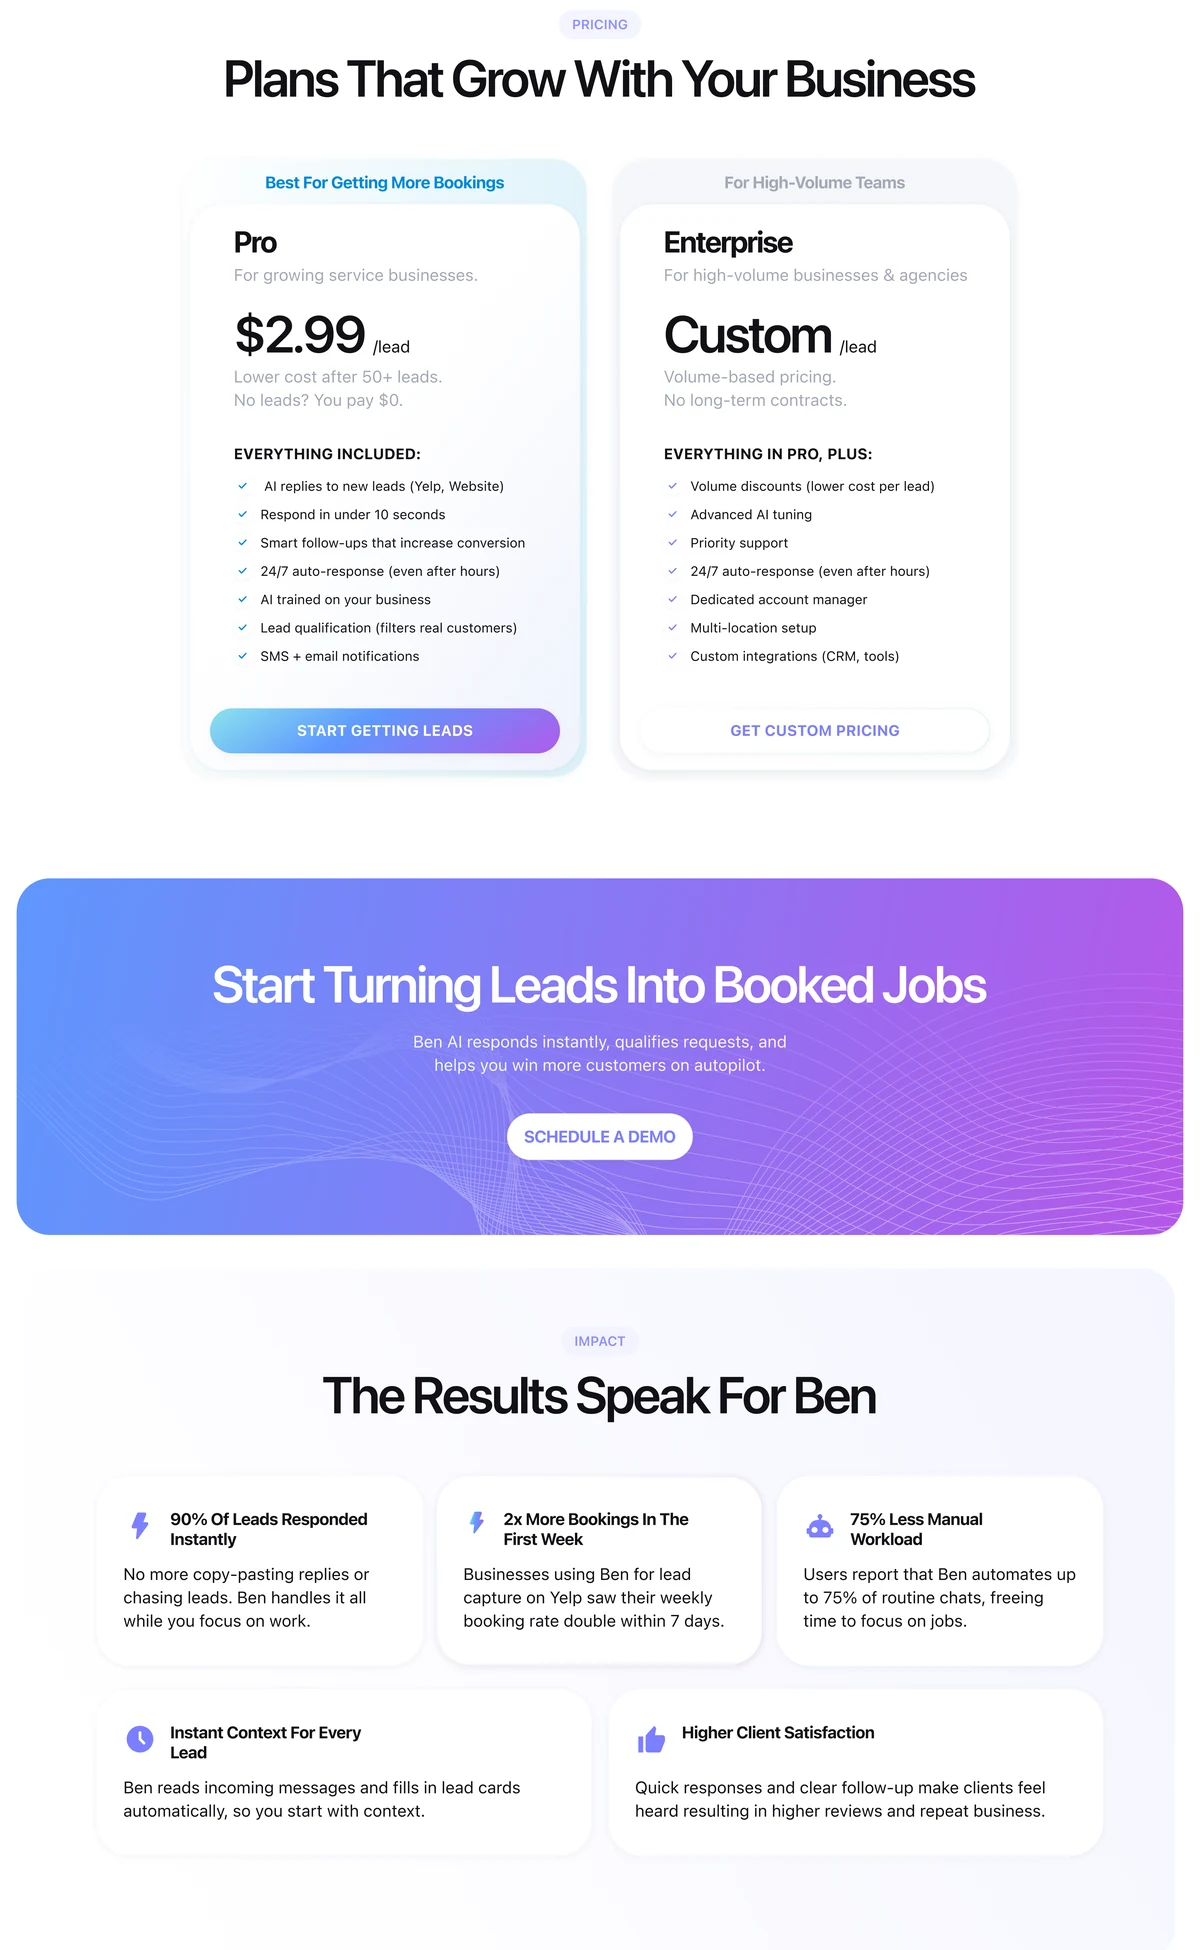 PRICING
Plans That Grow With Your Business
Best For Getting More Bookings
Pro
For growing service businesses.
$2.99 /lead
Lower cost after 50+ leads.
No leads? You pay $0.
EVERYTHING INCLUDED:
AI replies to new leads (Yelp, Website)
Respond in under 10 seconds
Smart follow-ups that increase conversion
24/7 auto-response (even after hours)
AI trained on your business
Lead qualification (filters real customers)
SMS + email notifications
START GETTING LEADS
For High-Volume Teams
Enterprise
For high-volume businesses & agencies
Custom /lead
Volume-based pricing.
No long-term contracts.
EVERYTHING IN PRO, PLUS:
Volume discounts (lower cost per lead)
Advanced AI tuning
Priority support
24/7 auto-response (even after hours)
Dedicated account manager
Multi-location setup
Custom integrations (CRM, tools)
GET CUSTOM PRICING
Start Turning Leads Into Booked Jobs
Ben AI responds instantly, qualifies requests, and
helps you win more customers on autopilot.
SCHEDULE A DEMO
IMPACT
The Results Speak For Ben
90% Of Leads Responded
Instantly
No more copy-pasting replies or
chasing leads. Ben handles it all
while you focus on work.
2x More Bookings In The
First Week
Businesses using Ben for lead
capture on Yelp saw their weekly
booking rate double within 7 days.
75% Less Manual
Workload
Users report that Ben automates up
to 75% of routine chats, freeing
time to focus on jobs.
Instant Context For Every
Lead
Ben reads incoming messages and fills in lead cards
automatically, so you start with context.
Higher Client Satisfaction
Quick responses and clear follow-up make clients feel
heard resulting in higher reviews and repeat business.